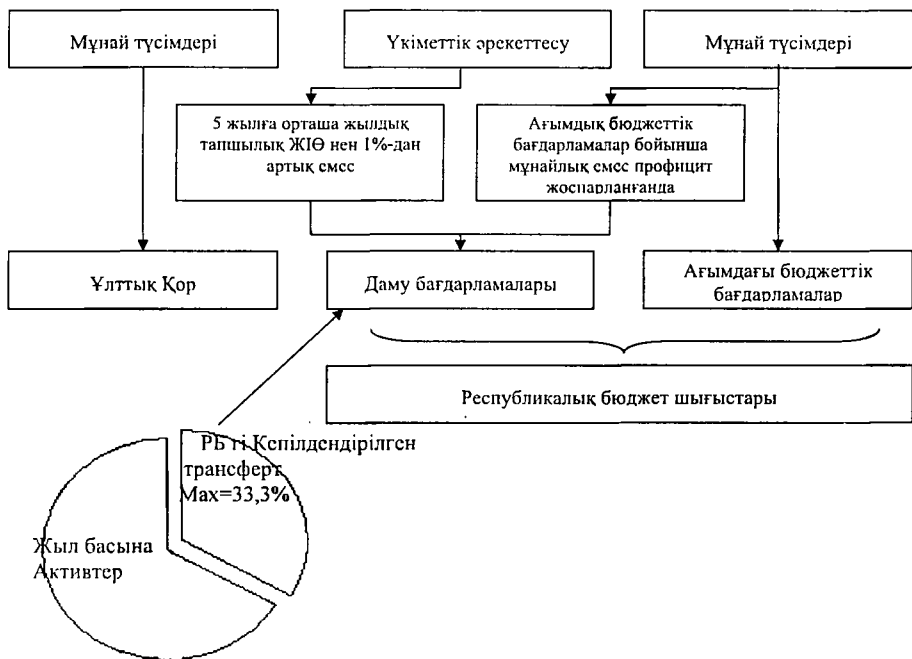 Мұнай түсімдері
Үкіметтік әрекеттесу
Мұнай түсімдері
5 жылға орташа жылдық
тапшылық ЖІӨ нен 1%-дан
артық емес
Ағымдық бюджеттік
бағдарламалар бойынша
мұнайлық емес профицит
жоспарланғанда
Ұлттық Қор
Даму бағдарламалары
Ағымдағы бюджеттік
бағдарламалар
Республикалық бюджет шығыстары
РБ ғі Кепілдендірілген
трансферт
Max=33,3%
Жыл басына
Активтер